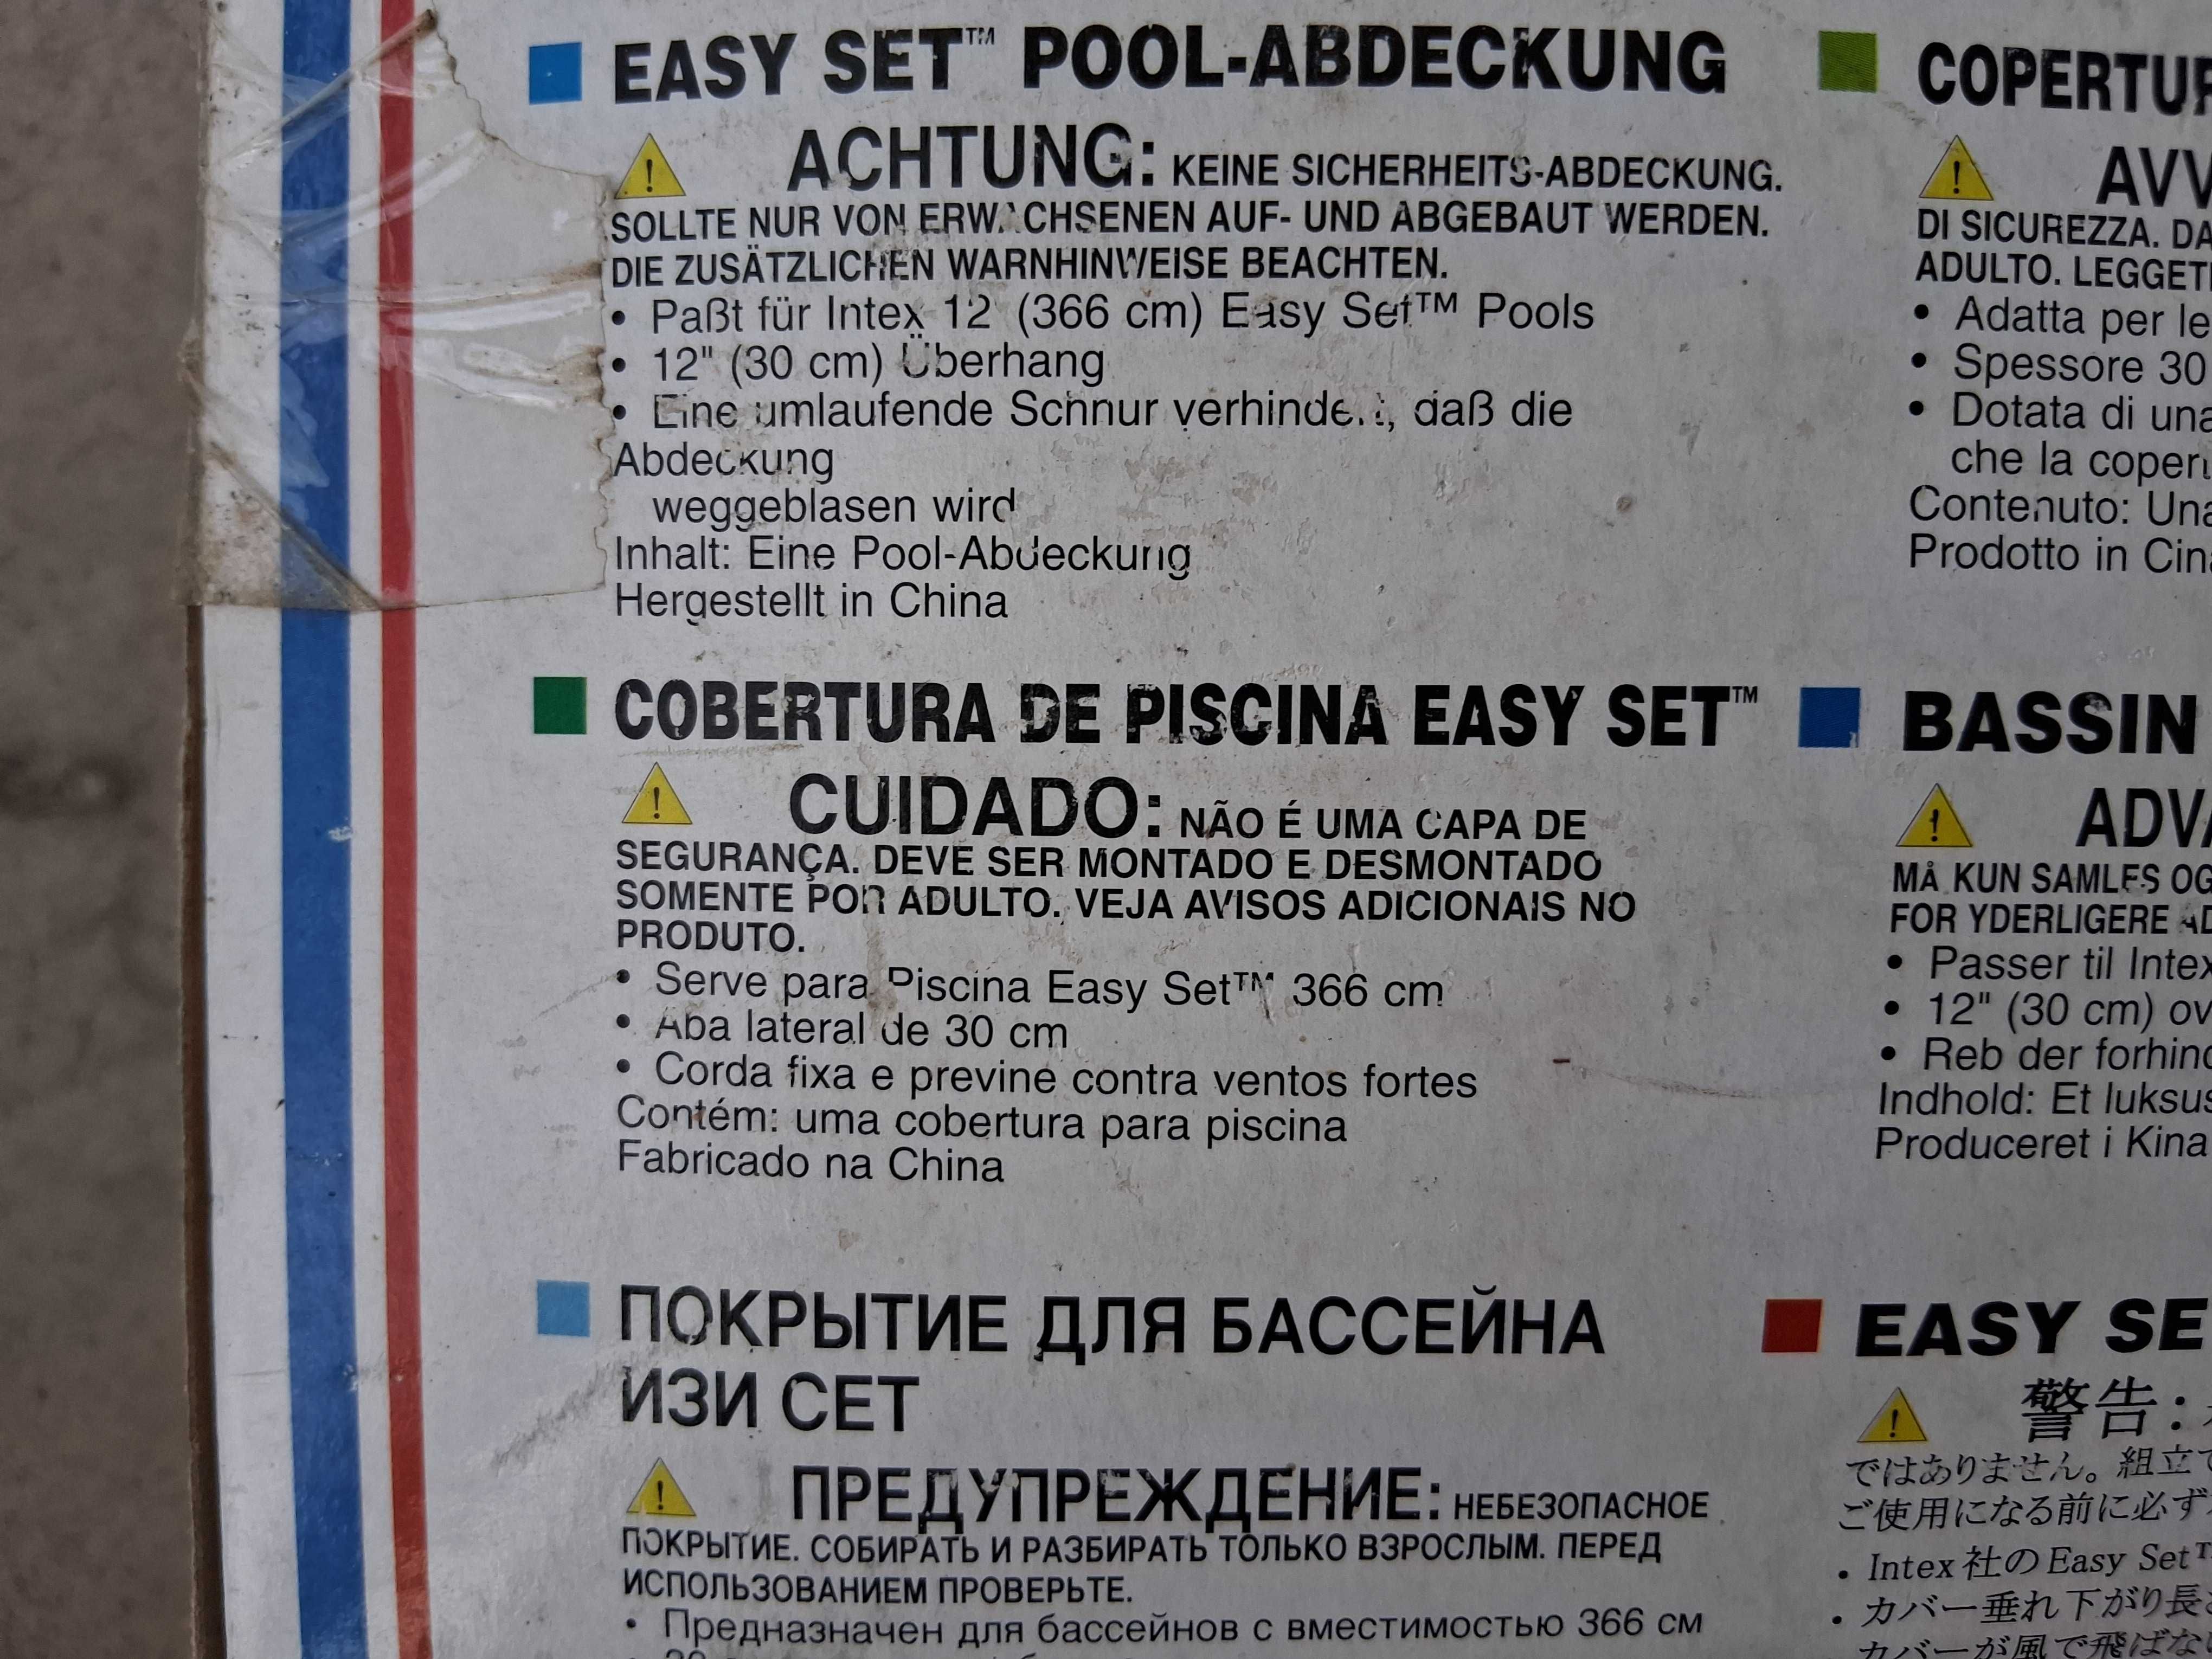 EASY SET™ POOL-ABDECKUNG
ACHTUNG: KEINE SICHERHEITS-ABDECKUNG.
SOLLTE NUR VON ERWACHSENEN AUF- UND ABGEBAUT WERDEN.
DIE ZUSÄTZLICHEN WARNHINWEISE BEACHTEN.
• Paßt für Intex 12' (366 cm) Easy Set™ Pools
• 12" (30 cm) Überhang
• Eine umlaufende Schnur verhindert, daß die
Abdeckung
weggeblasen wird
Inhalt: Eine Pool-Abdeckung
Hergestellt in China
COBERTURA DE PISCINA EASY SET™
CUIDADO: NÃO É UMA CAPA DE
SEGURANÇA. DEVE SER MONTADO E DESMONTADO
SOMENTE POR ADULTO. VEJA AVISOS ADICIONAIS NO
PRODUTO.
• Serve para Piscina Easy Set™ 366 cm
• Aba lateral de 30 cm
• Corda fixa e previne contra ventos fortes
Contém: uma cobertura para piscina
Fabricado na China
ПОКРЫТИЕ ДЛЯ БАССЕЙНА
ИЗИ СЕТ
ПРЕДУПРЕЖДЕНИЕ: НЕБЕЗОПАСНОЕ
ПОКРЫТИЕ. СОБИРАТЬ И РАЗБИРАТЬ ТОЛЬКО ВЗРОСЛЫМ. ПЕРЕД
ИСПОЛЬЗОВАНИЕМ ПРОВЕРЬТЕ.
• Предназначен для бассейнов с вместимостью 366 см
COPERTUR
AVV
DI SICUREZZA. DA
ADULTO. LEGGET
• Adatta per le
• Spessore 30
• Dotata di una
che la coper
Contenuto: Una
Prodotto in Cina
BASSIN
ADVA
MÅ KUN SAMLES OG
FOR YDERLIGERE AD
• Passer til Intex
• 12" (30 cm) ov
• Reb der forhind
Indhold: Et luksus
Produceret i Kina
EASY SE
警告:
ではありません。組立て
ご使用になる前に必ず
• Intex 社の Easy Set™
• カバー垂れ下がり長さ
カバーが風で飛ばない